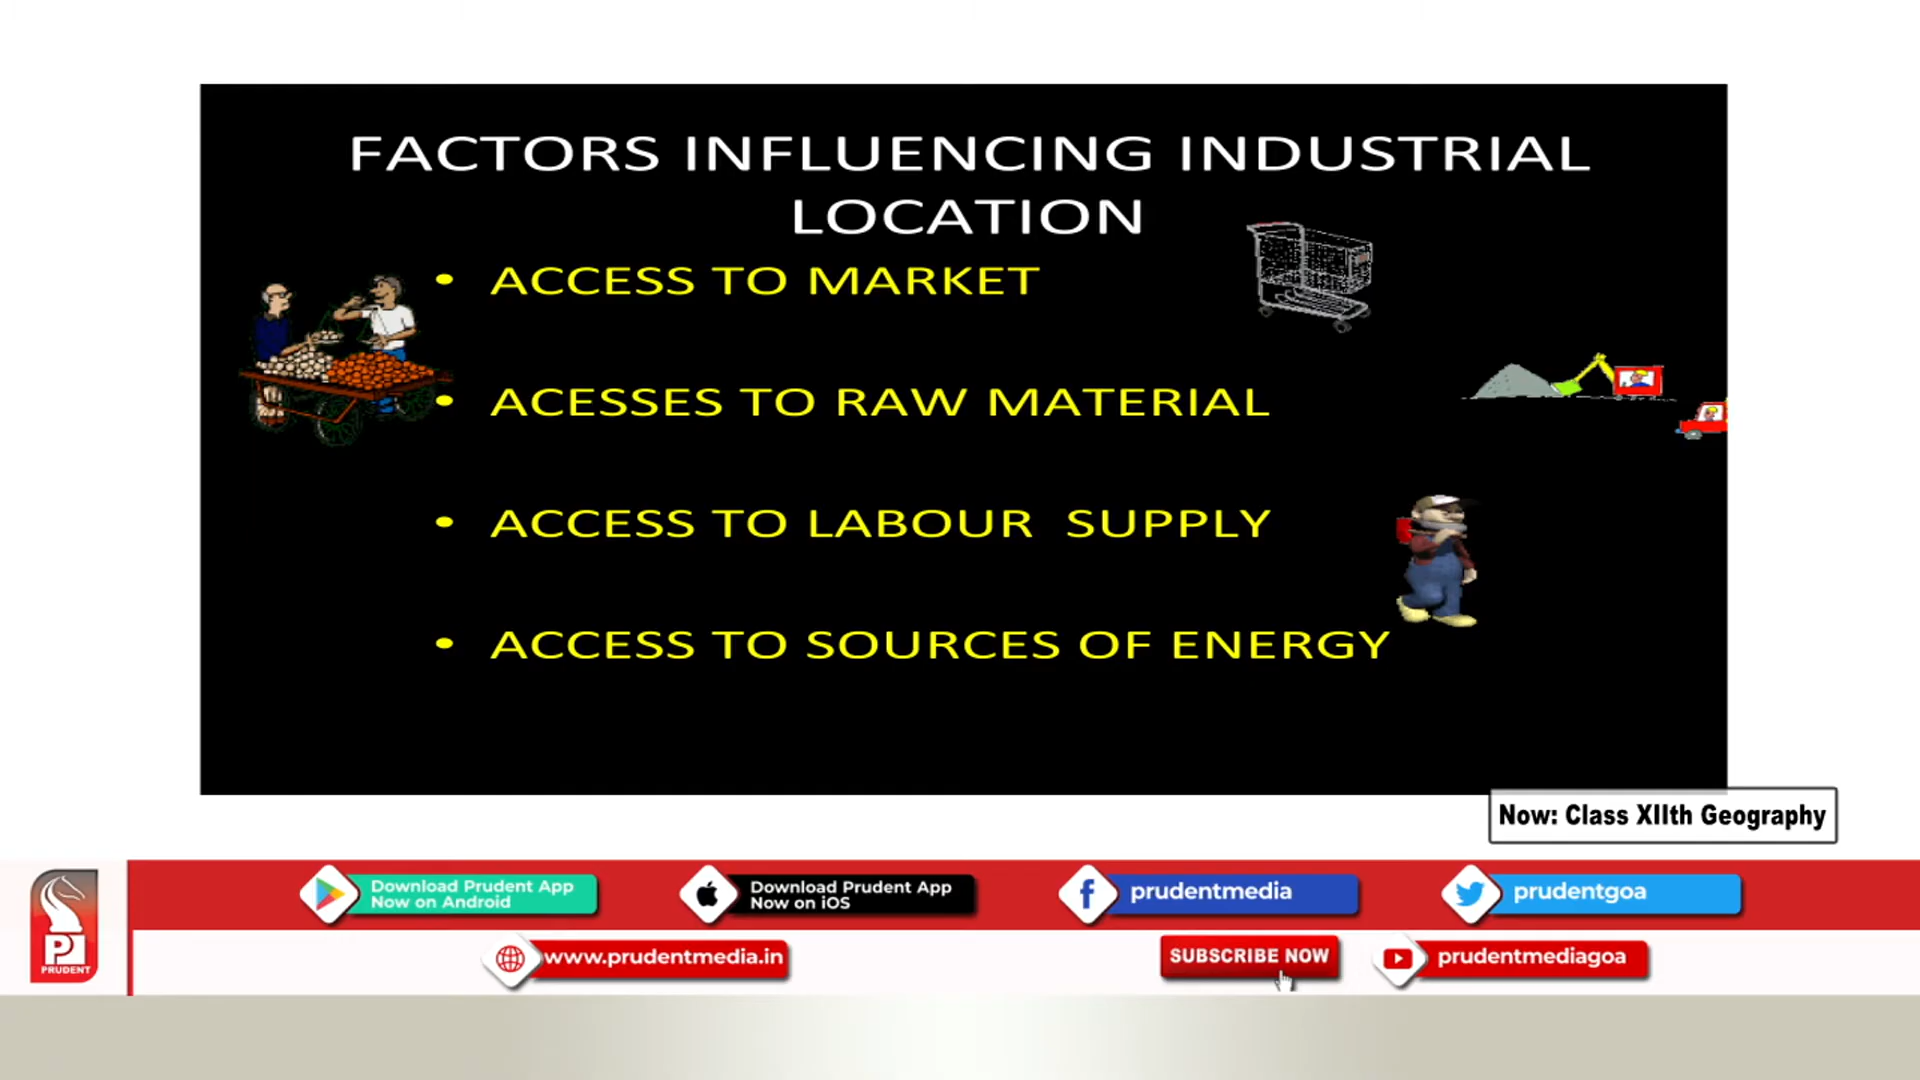 FACTORS INFLUENCING INDUSTRIAL
LOCATION
• ACCESS TO MARKET
• ACESSES TO RAW MATERIAL
• ACCESS TO LABOUR SUPPLY
• ACCESS TO SOURCES OF ENERGY
Now: Class XIIth Geography
Download Prudent App
Now on Android
Download Prudent App
Now on iOS
prudentmedia
prudentgoa
PRUDENT
www.prudentmedia.in
SUBSCRIBE NOW
prudentmediagoa